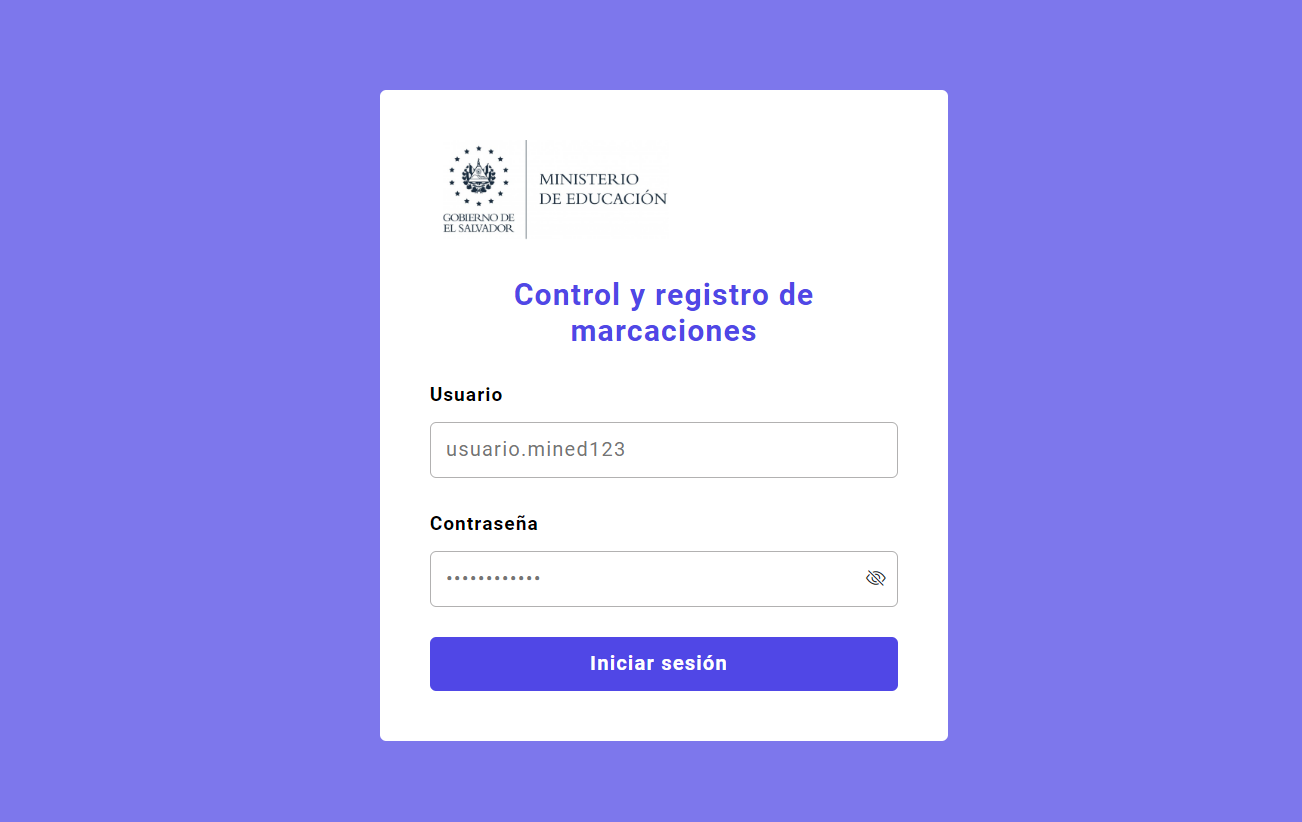 GOBIERNO DE
EL SALVADOR
MINISTERIO
DE EDUCACIÓN
Control y registro de
marcaciones
Usuario
usuario.mined123
Contraseña
••••••••••••
Iniciar sesión